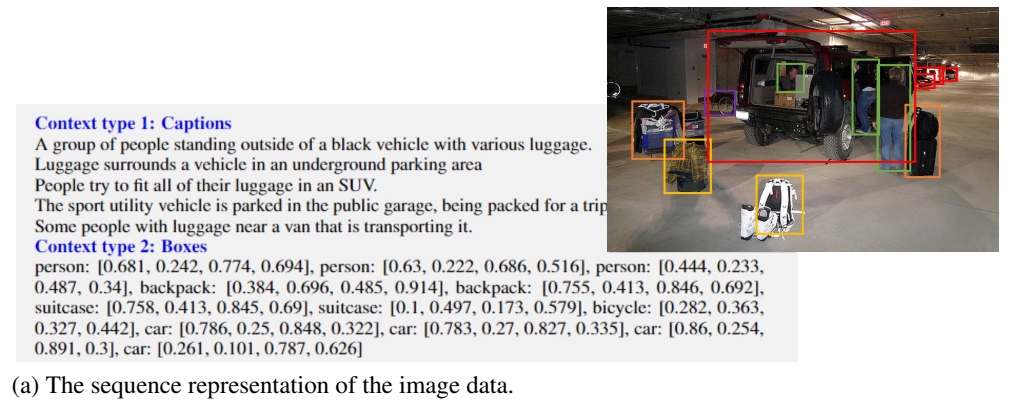 Context type 1: Captions
A group of people standing outside of a black vehicle with various luggage.
Luggage surrounds a vehicle in an underground parking area
People try to fit all of their luggage in an SUV.
The sport utility vehicle is parked in the public garage, being packed for a trip
Some people with luggage near a van that is transporting it.
Context type 2: Boxes
person: [0.681, 0.242, 0.774, 0.694], person: [0.63, 0.222, 0.686, 0.516], person: [0.444, 0.233,
0.487, 0.34], backpack: [0.384, 0.696, 0.485, 0.914], backpack: [0.755, 0.413, 0.846, 0.692],
suitcase: [0.758, 0.413, 0.845, 0.69], suitcase: [0.1, 0.497, 0.173, 0.579], bicycle: [0.282, 0.363,
0.327, 0.442], car: [0.786, 0.25, 0.848, 0.322], car: [0.783, 0.27, 0.827, 0.335], car: [0.86, 0.254,
0.891, 0.3], car: [0.261, 0.101, 0.787, 0.626]
(a) The sequence representation of the image data.